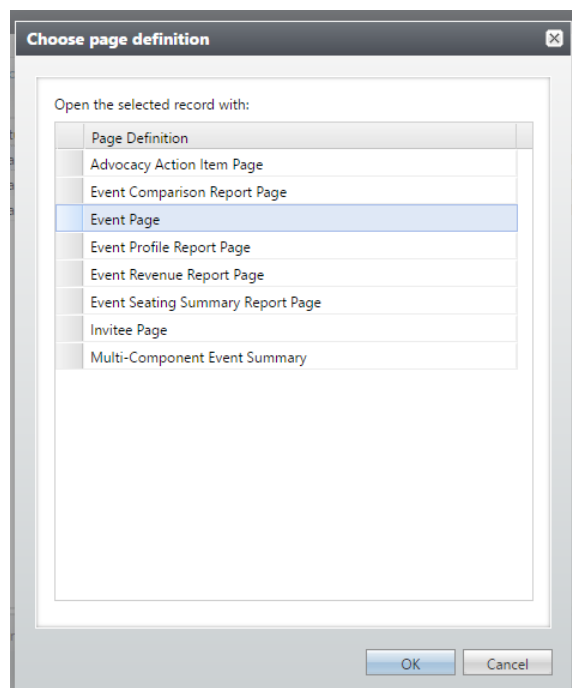 Choose page definition
Open the selected record with:
Page Definition
Advocacy Action Item Page
Event Comparison Report Page
Event Page
Event Profile Report Page
Event Revenue Report Page
Event Seating Summary Report Page
Invitee Page
Multi-Component Event Summary
OK Cancel